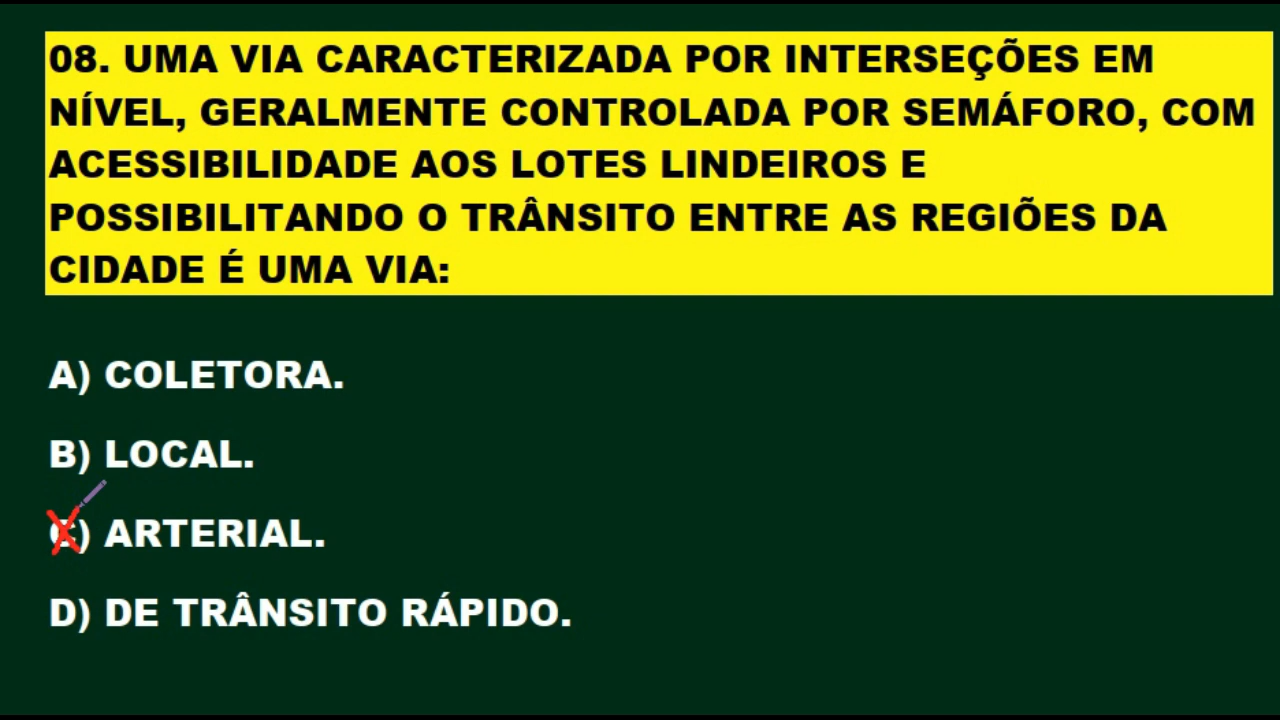 08. UMA VIA CARACTERIZADA POR INTERSEÇÕES EM
NÍVEL, GERALMENTE CONTROLADA POR SEMÁFORO, COM
ACESSIBILIDADE AOS LOTES LINDEIROS E
POSSIBILITANDO O TRÂNSITO ENTRE AS REGIÕES DA
CIDADE É UMA VIA:
A) COLETORA.
B) LOCAL.
C) ARTERIAL.
D) DE TRÂNSITO RÁPIDO.